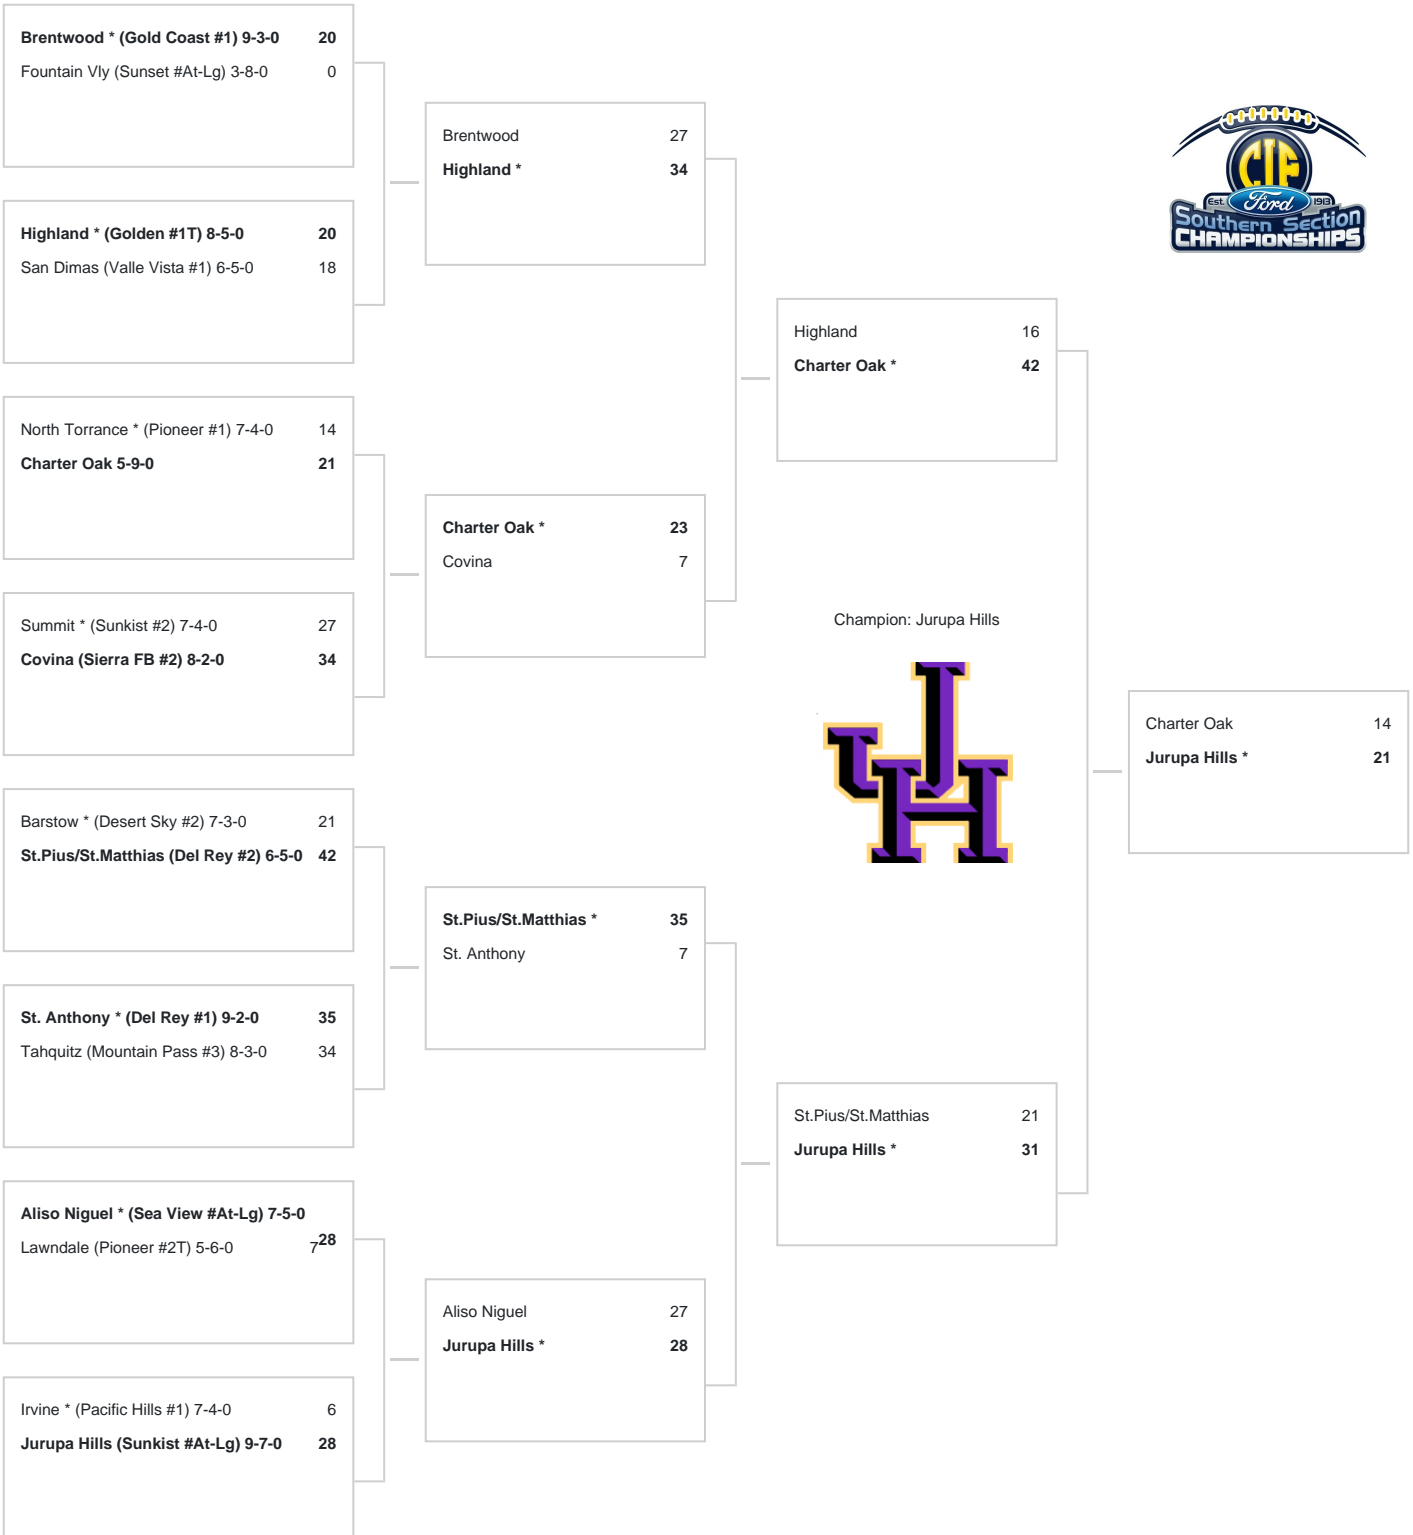 Brentwood * (Gold Coast #1) 9-3-0 20
Fountain Vly (Sunset #At-Lg) 3-8-0 0
Highland * (Golden #1T) 8-5-0 20
San Dimas (Valle Vista #1) 6-5-0 18
North Torrance * (Pioneer #1) 7-4-0 14
Charter Oak 5-9-0 21
Summit * (Sunkist #2) 7-4-0 27
Covina (Sierra FB #2) 8-2-0 34
Barstow * (Desert Sky #2) 7-3-0 21
St.Pius/St.Matthias (Del Rey #2) 6-5-0 42
St. Anthony * (Del Rey #1) 9-2-0 35
Tahquitz (Mountain Pass #3) 8-3-0 34
Aliso Niguel * (Sea View #At-Lg) 7-5-0 28
Lawndale (Pioneer #2T) 5-6-0 7
Irvine * (Pacific Hills #1) 7-4-0 6
Jurupa Hills (Sunkist #At-Lg) 9-7-0 28
Brentwood 27
Highland * 34
Charter Oak * 23
Covina 7
St.Pius/St.Matthias * 35
St. Anthony 7
Aliso Niguel 27
Jurupa Hills * 28
Highland 16
Charter Oak * 42
St.Pius/St.Matthias 21
Jurupa Hills * 31
Champion: Jurupa Hills
JH
Charter Oak 14
Jurupa Hills * 21
CIF
Est. Ford 1913
Southern Section
CHAMPIONSHIPS